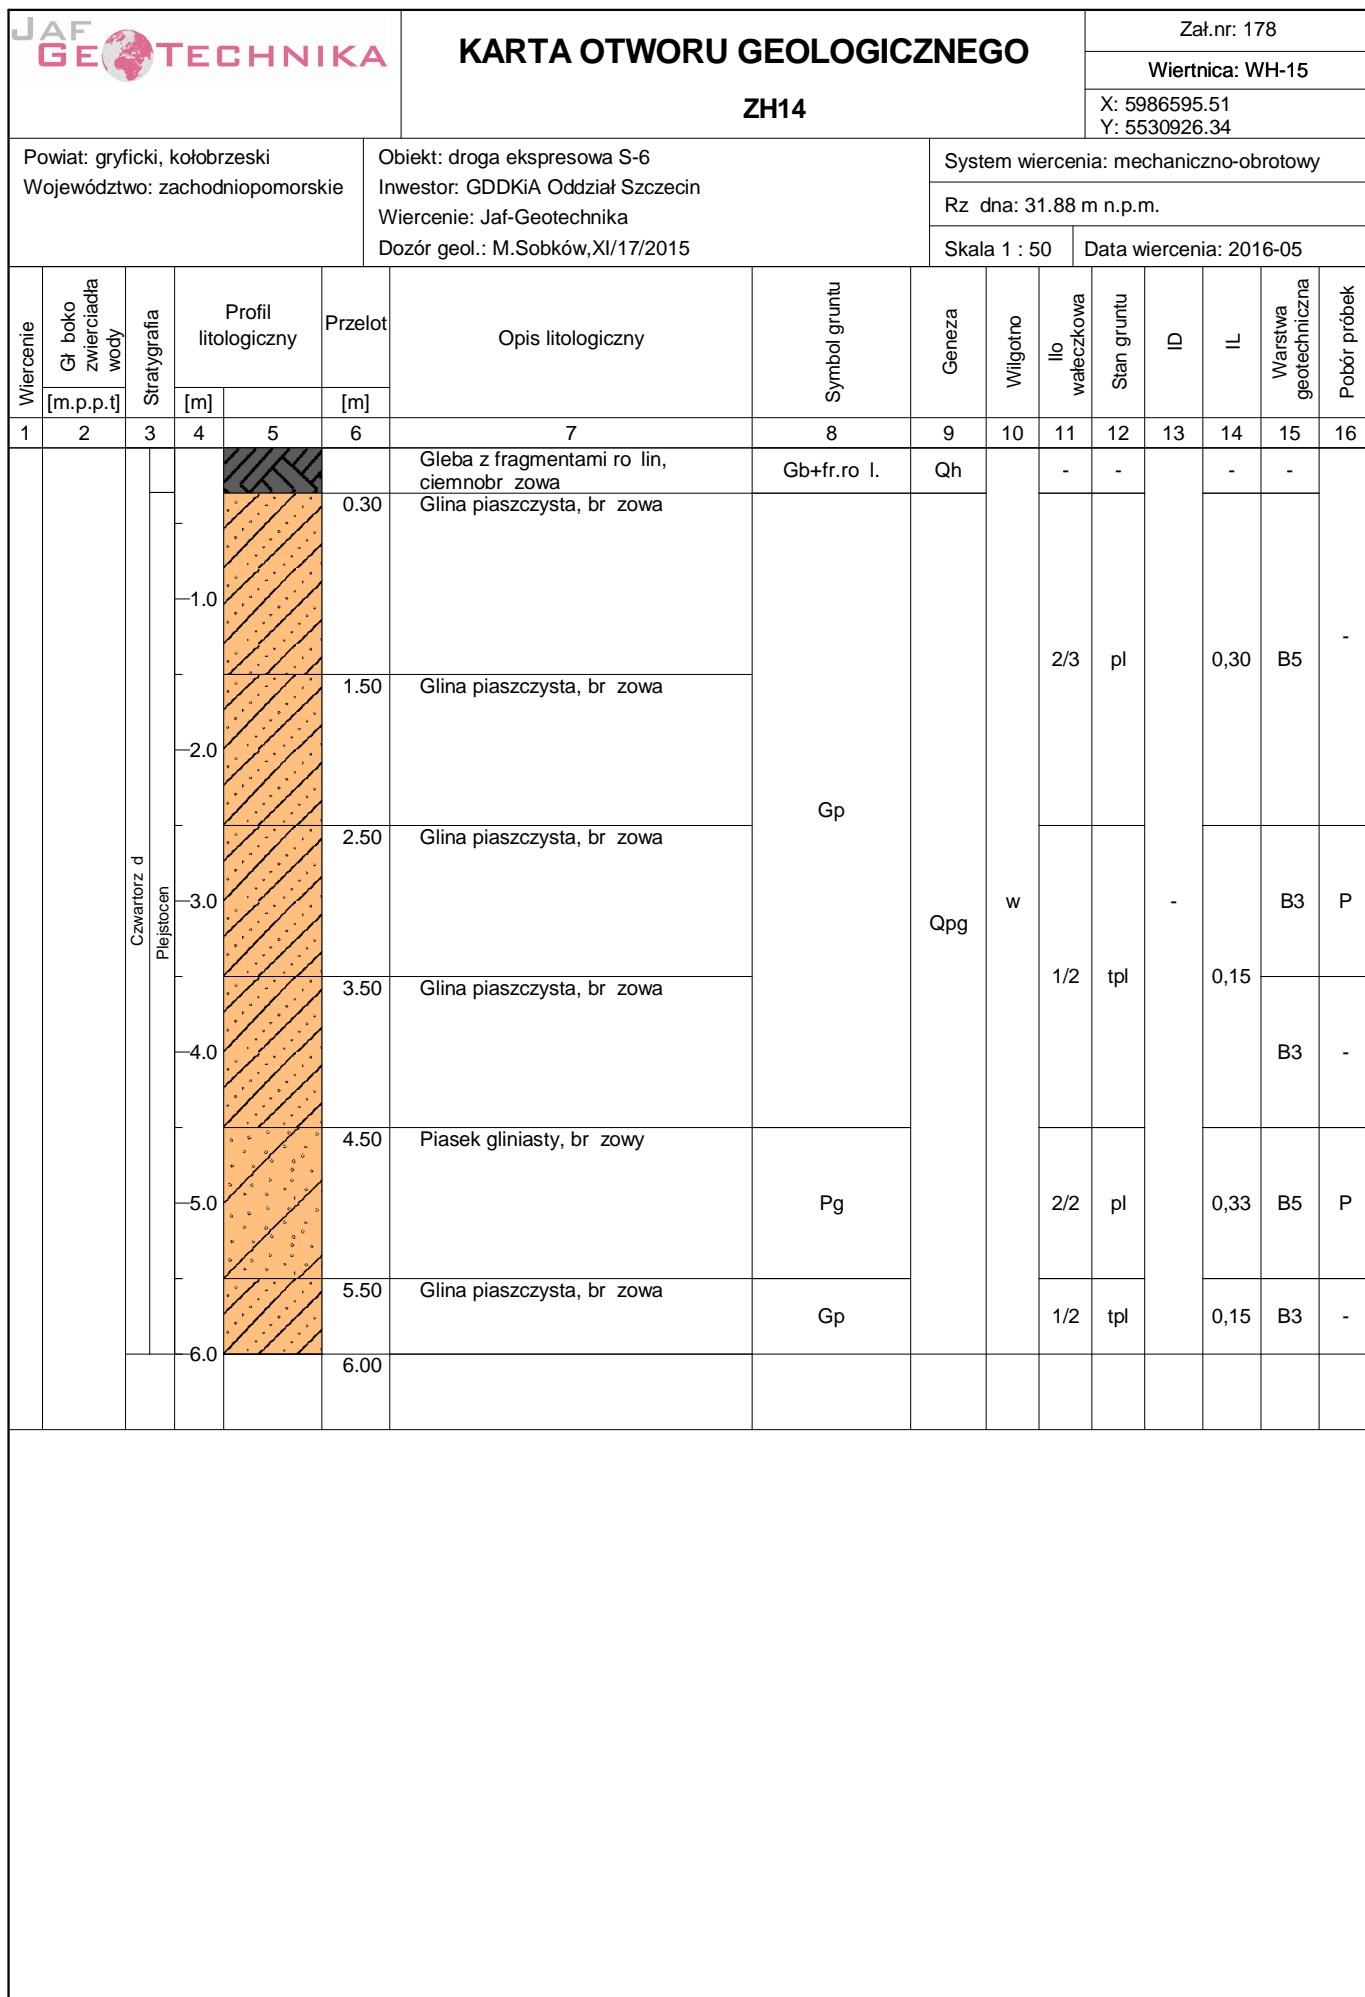 JAF
GEOTECHNIKA
KARTA OTWORU GEOLOGICZNEGO
ZH14
Zał.nr: 178
Wiertnica: WH-15
X: 5986595.51
Y: 5530926.34
Powiat: gryficki, kołobrzeski
Województwo: zachodniopomorskie
Obiekt: droga ekspresowa S-6
Inwestor: GDDKiA Oddział Szczecin
Wiercenie: Jaf-Geotechnika
Dozór geol.: M.Sobków,XI/17/2015
System wiercenia: mechaniczno-obrotowy
Rz dna: 31.88 m n.p.m.
Skala 1 : 50
Data wiercenia: 2016-05
Wiercenie
Gł boko
zwierciadła
wody
[m.p.p.t]
Stratygrafia
Profil
litologiczny
[m]
Przelot
[m]
Opis litologiczny
Symbol gruntu
Geneza
Wilgotno
Ilo
wałeczkowa
Stan gruntu
ID
IL
Warstwa
geotechniczna
Pobór próbek
1 2 3 4 5 6 7 8 9 10 11 12 13 14 15 16
Gleba z fragmentami ro lin,
ciemnobr zowa
Gb+fr.ro l.
Qh
- - - -
0.30 Glina piaszczysta, br zowa
1.0
2/3 pl 0,30 B5 -
1.50 Glina piaszczysta, br zowa
2.0
Gp
2.50 Glina piaszczysta, br zowa
Czwartorz d
Plejstocen
3.0
Qpg
w
-
B3 P
1/2 tpl 0,15
3.50 Glina piaszczysta, br zowa
4.0
B3 -
4.50 Piasek gliniasty, br zowy
5.0
Pg 2/2 pl 0,33 B5 P
5.50 Glina piaszczysta, br zowa
Gp 1/2 tpl 0,15 B3 -
6.0
6.00